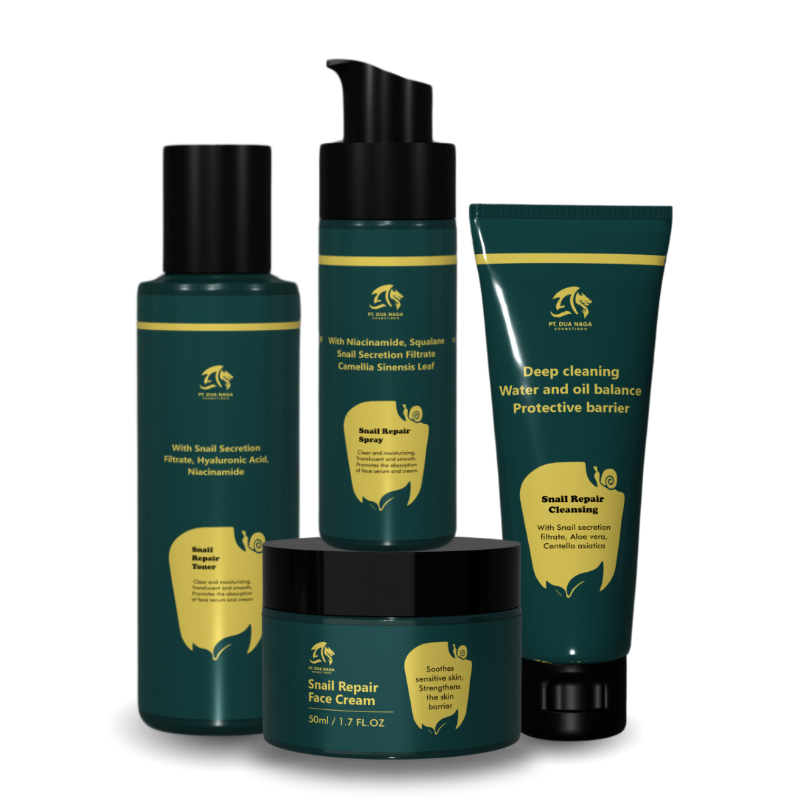 PT. DUA NAGA
KOSMETINDO
With Snail Secretion
Filtrate, Hyaluronic Acid,
Niacinamide
Snail
Repair
Toner
Clear and moisturizing,
Translucent and smooth,
Promotes the absorption
of face serum and cream
PT. DUA NAGA
KOSMETINDO
With Niacinamide, Squalane
Snail Secretion Filtrate
Camellia Sinensis Leaf
Snail Repair
Spray
Clear and moisturizing,
Translucent and smooth,
Promotes the absorption
of face serum and cream
PT. DUA NAGA
KOSMETINDO
Deep cleaning
Water and oil balance
Protective barrier
Snail Repair
Cleansing
With Snail secretion
filtrate, Aloe vera,
Centella asiatica
PT. DUA NAGA
KOSMETINDO
Snail Repair
Face Cream
50ml / 1.7 FL.OZ
Soothes
sensitive skin,
Strengthens
the skin
barrier